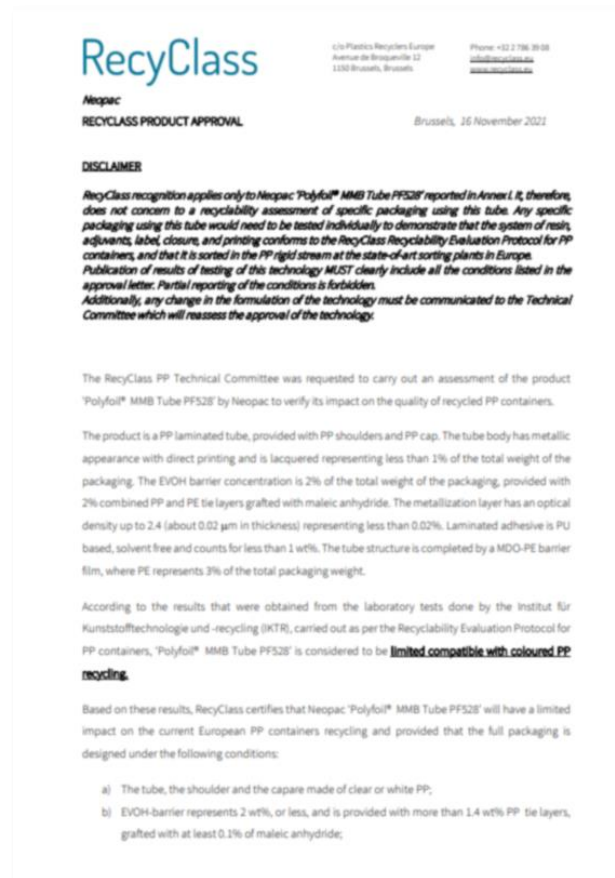 RecyClass
c/o Plastics Recyclers Europe
Avenue de Broqueville 12
1150 Brussels, Brussels
Phone: +32 2 786 39 08
info@recyclass.eu
www.recyclass.eu
Neopac
RECYCLASS PRODUCT APPROVAL
Brussels, 16 November 2021
DISCLAIMER
RecyClass recognition applies only to Neopac 'Polyfoil® MMB Tube PF528' reported in Annex I. It, therefore,
does not concern to a recyclability assessment of specific packaging using this tube. Any specific
packaging using this tube would need to be tested individually to demonstrate that the system of resin,
adjuvants, label, closure, and printing conforms to the RecyClass Recyclability Evaluation Protocol for PP
containers, and that it is sorted in the PP rigid stream at the state-of-art sorting plants in Europe.
Publication of results of testing of this technology MUST clearly include all the conditions listed in the
approval letter. Partial reporting of the conditions is forbidden.
Additionally, any change in the formulation of the technology must be communicated to the Technical
Committee which will reassess the approval of the technology.
The RecyClass PP Technical Committee was requested to carry out an assessment of the product
'Polyfoil® MMB Tube PF528' by Neopac to verify its impact on the quality of recycled PP containers.
The product is a PP laminated tube, provided with PP shoulders and PP cap. The tube body has metallic
appearance with direct printing and is lacquered representing less than 1% of the total weight of the
packaging. The EVOH barrier concentration is 2% of the total weight of the packaging, provided with
2% combined PP and PE tie layers grafted with maleic anhydride. The metallization layer has an optical
density up to 2.4 (about 0.02 µm in thickness) representing less than 0.02%. Laminated adhesive is PU
based, solvent free and counts for less than 1 wt%. The tube structure is completed by a MDO-PE barrier
film, where PE represents 3% of the total packaging weight.
According to the results that were obtained from the laboratory tests done by the Institut für
Kunststofftechnologie und -recycling (IKTR), carried out as per the Recyclability Evaluation Protocol for
PP containers, 'Polyfoil® MMB Tube PF528' is considered to be limited compatible with coloured PP
recycling.
Based on these results, RecyClass certifies that Neopac 'Polyfoil® MMB Tube PF528' will have a limited
impact on the current European PP containers recycling and provided that the full packaging is
designed under the following conditions:
a) The tube, the shoulder and the capare made of clear or white PP;
b) EVOH-barrier represents 2 wt%, or less, and is provided with more than 1.4 wt% PP tie layers,
grafted with at least 0.1% of maleic anhydride;